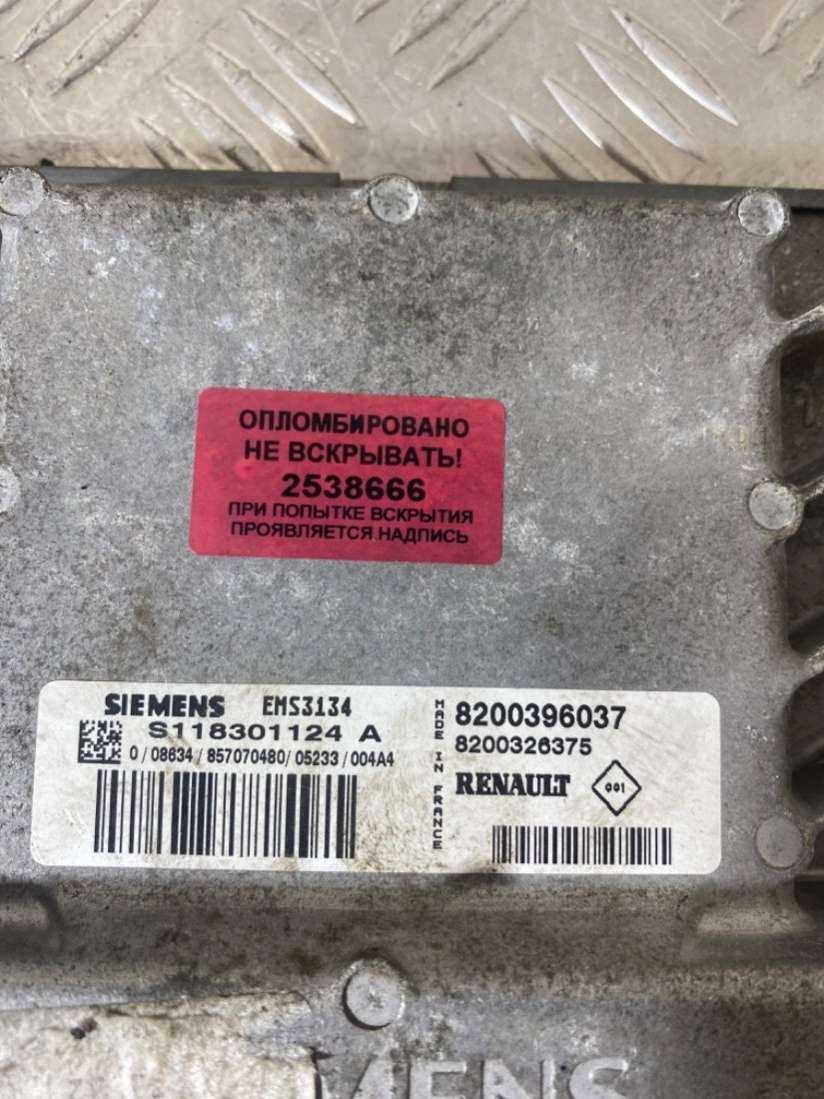 ОПЛОМБИРОВАНО
НЕ ВСКРЫВАТЬ!
2538666
ПРИ ПОПЫТКЕ ВСКРЫТИЯ
ПРОЯВЛЯЕТСЯ НАДПИСЬ
SIEMENS EMS3134
S118301124 A
0 / 08634 / 857070480/ 05233 / 004A4
MADE IN FRANCE
8200396037
8200326375
RENAULT 001